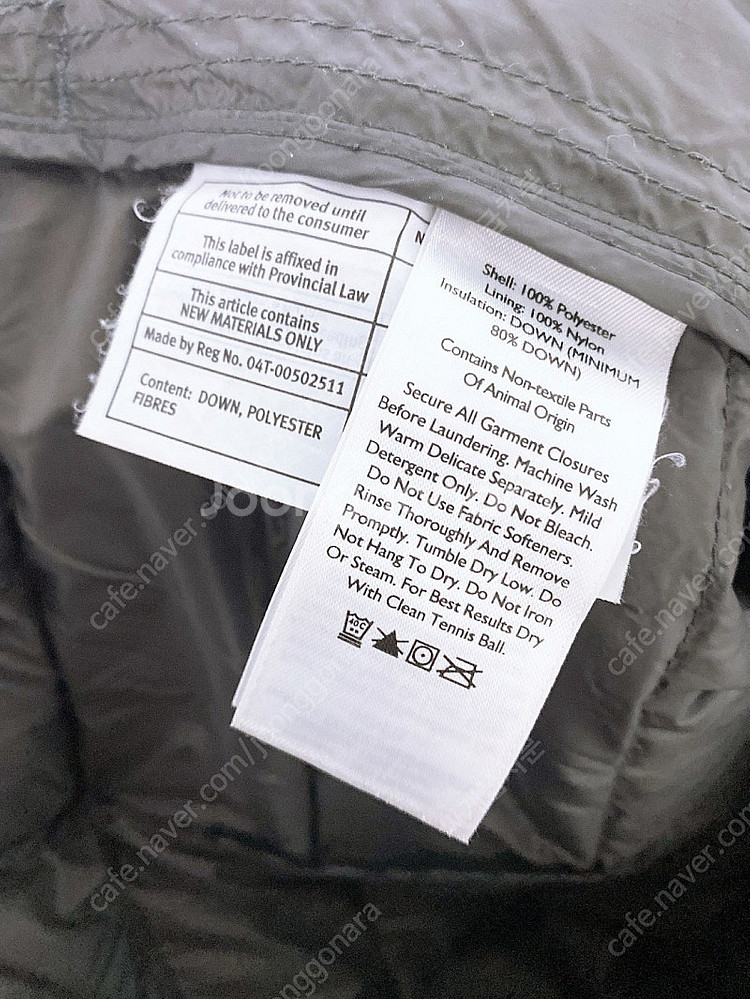 Not to be removed until
delivered to the consumer
This label is affixed in
compliance with Provincial Law
This article contains
NEW MATERIALS ONLY
Made by Reg No. 04T-00502511
Content: DOWN, POLYESTER
FIBRES
N
Shell: 100% Polyester
Lining: 100% Nylon
Insulation: DOWN (MINIMUM
80% DOWN)
Contains Non-textile Parts
Of Animal Origin
Secure All Garment Closures
Before Laundering. Machine Wash
Warm Delicate Separately. Mild
Detergent Only. Do Not Bleach.
Do Not Use Fabric Softeners.
Rinse Thoroughly And Remove
Promptly. Tumble Dry Low. Do
Not Hang To Dry. Do Not Iron
Or Steam. For Best Results Dry
With Clean Tennis Ball.
40C
cafe.naver.com/joonggonara
cafe.naver
cafe.naver
cafe.naver
joonggonara